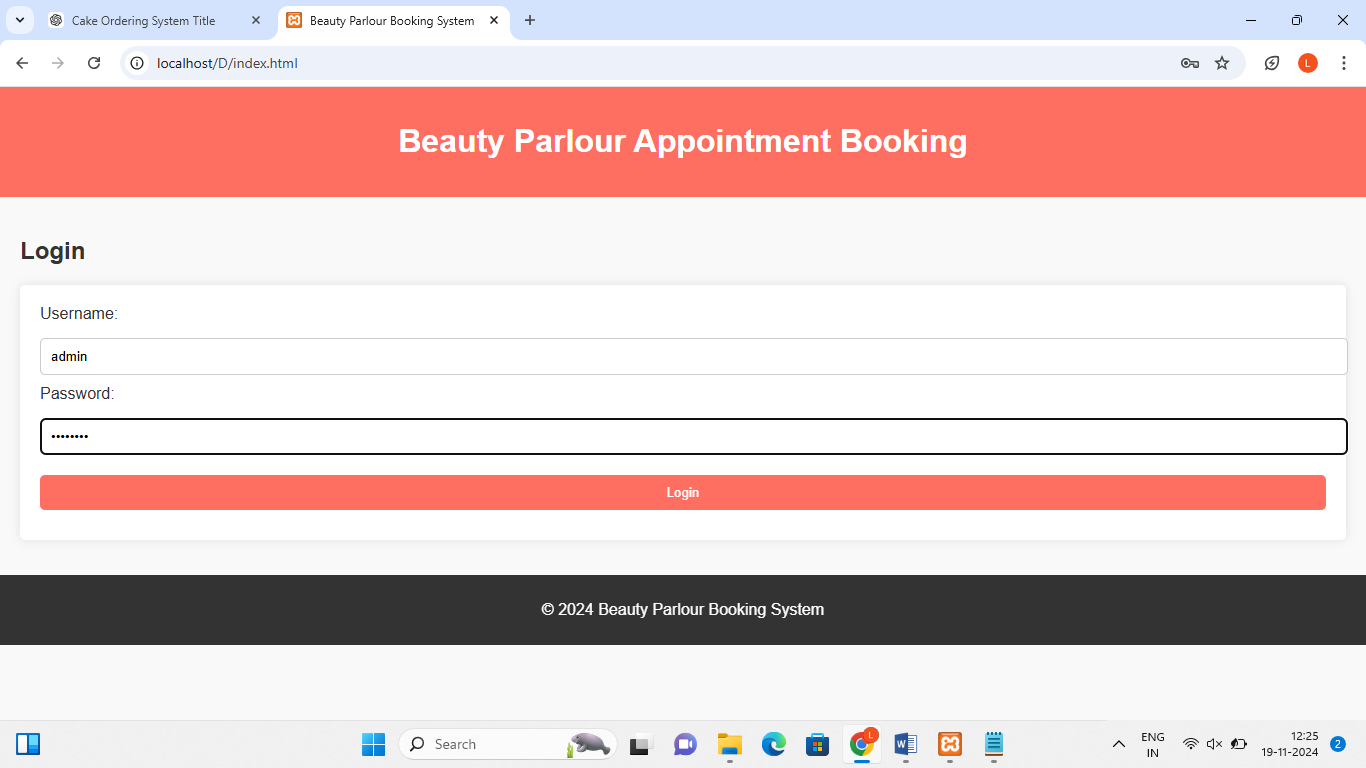 Cake Ordering System Title
Beauty Parlour Booking System
localhost/D/index.html
L
Beauty Parlour Appointment Booking
Login
Username:
admin
Password:
••••••••
Login
© 2024 Beauty Parlour Booking System
Search
L
ENG
IN
12:25
19-11-2024
2